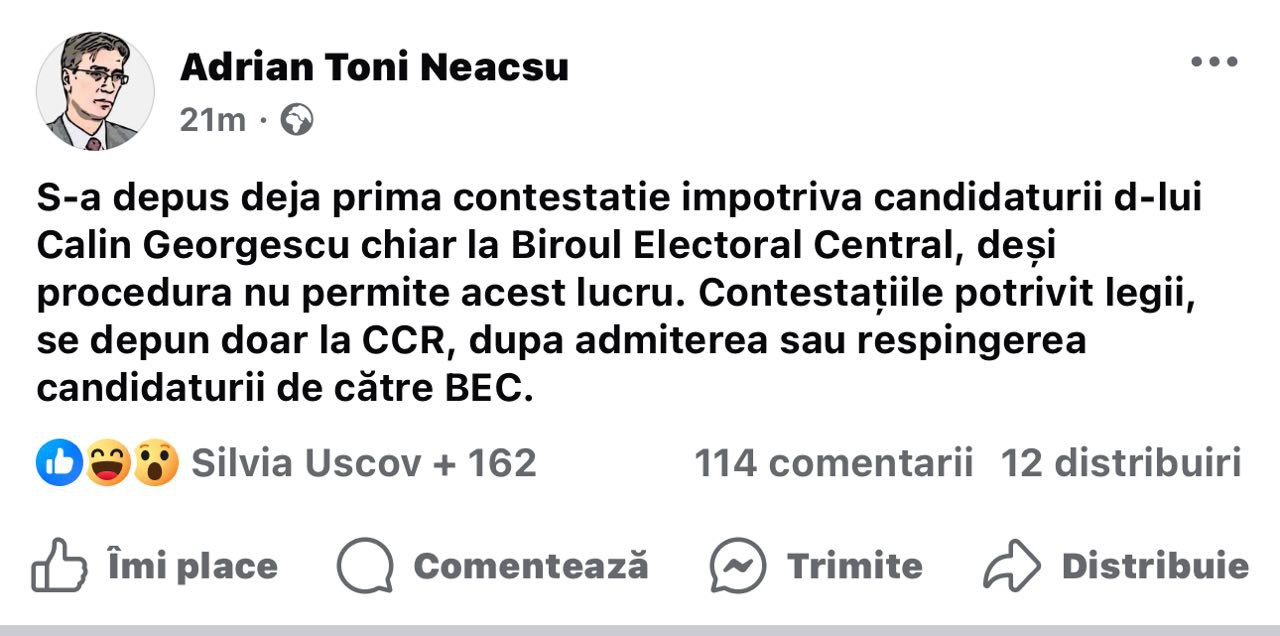 Adrian Toni Neacsu
21m ·
S-a depus deja prima contestatie impotriva candidaturii d-lui
Calin Georgescu chiar la Biroul Electoral Central, deși
procedura nu permite acest lucru. Contestațiile potrivit legii,
se depun doar la CCR, dupa admiterea sau respingerea
candidaturii de către BEC.
Silvia Uscov + 162 114 comentarii 12 distribuiri
Îmi place Comentează Trimite Distribuie